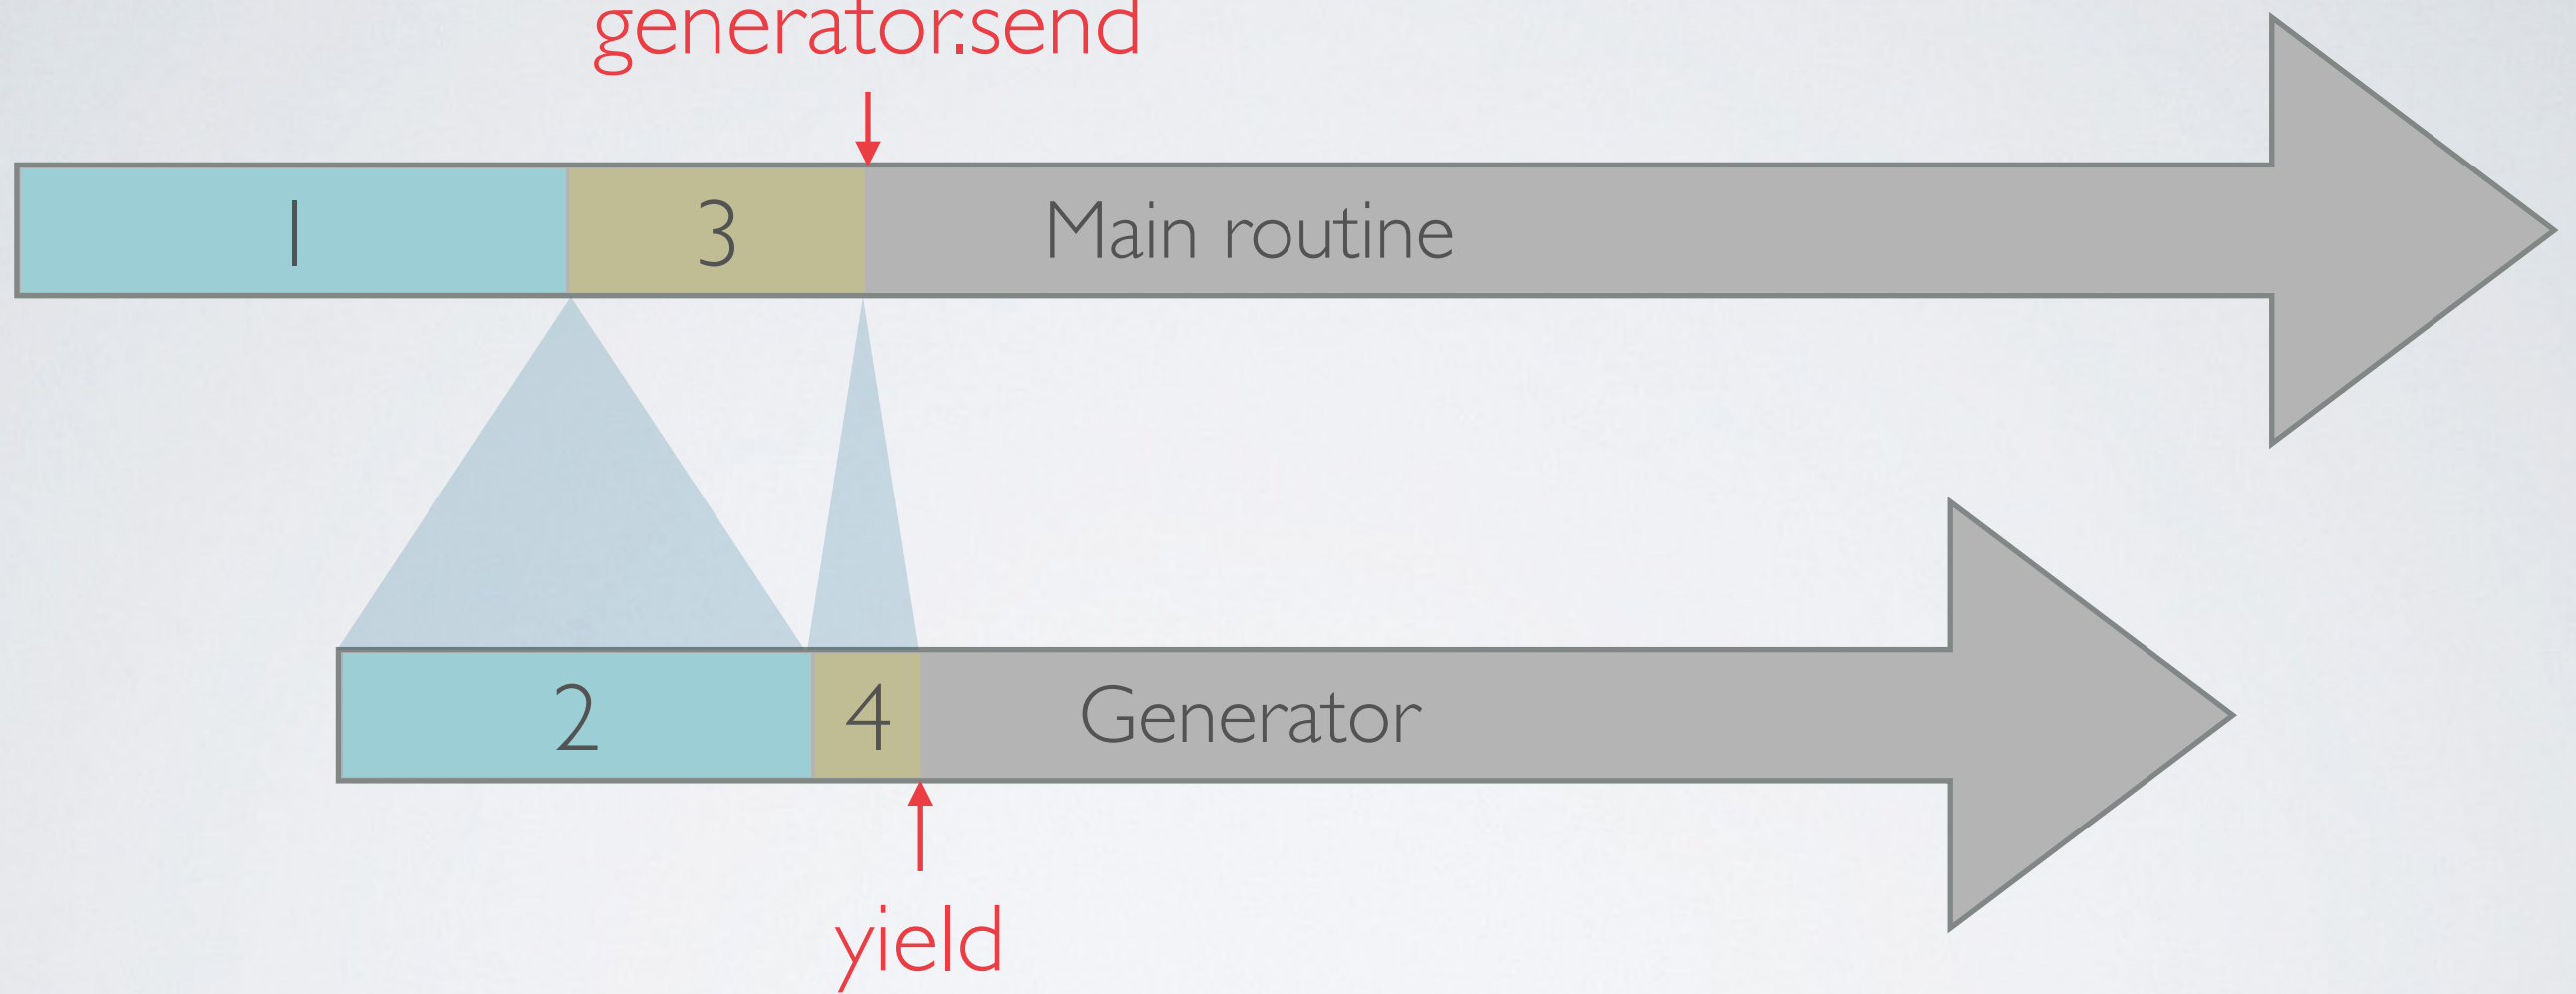 generator.send
1 3 Main routine
2 4 Generator
yield